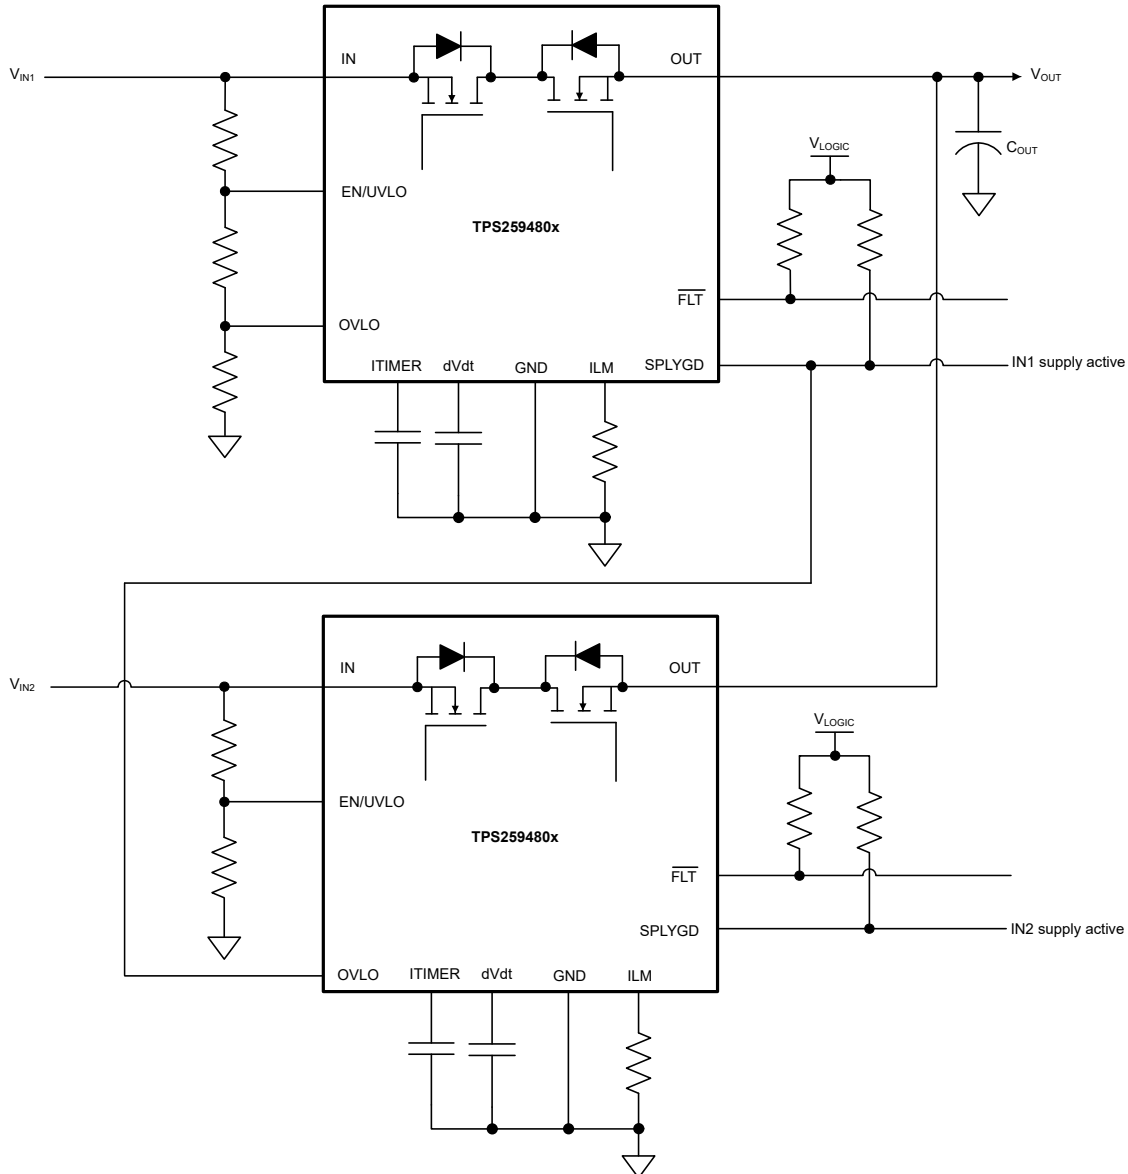 IN
OUT
VIN1
VOUT
VLOGIC
COUT
EN/UVLO
TPS259480x
FLT
OVLO
ITIMER
dVdt
GND
ILM
SPLYGD
IN1 supply active
IN
OUT
VIN2
VLOGIC
EN/UVLO
TPS259480x
FLT
SPLYGD
IN2 supply active
OVLO
ITIMER
dVdt
GND
ILM